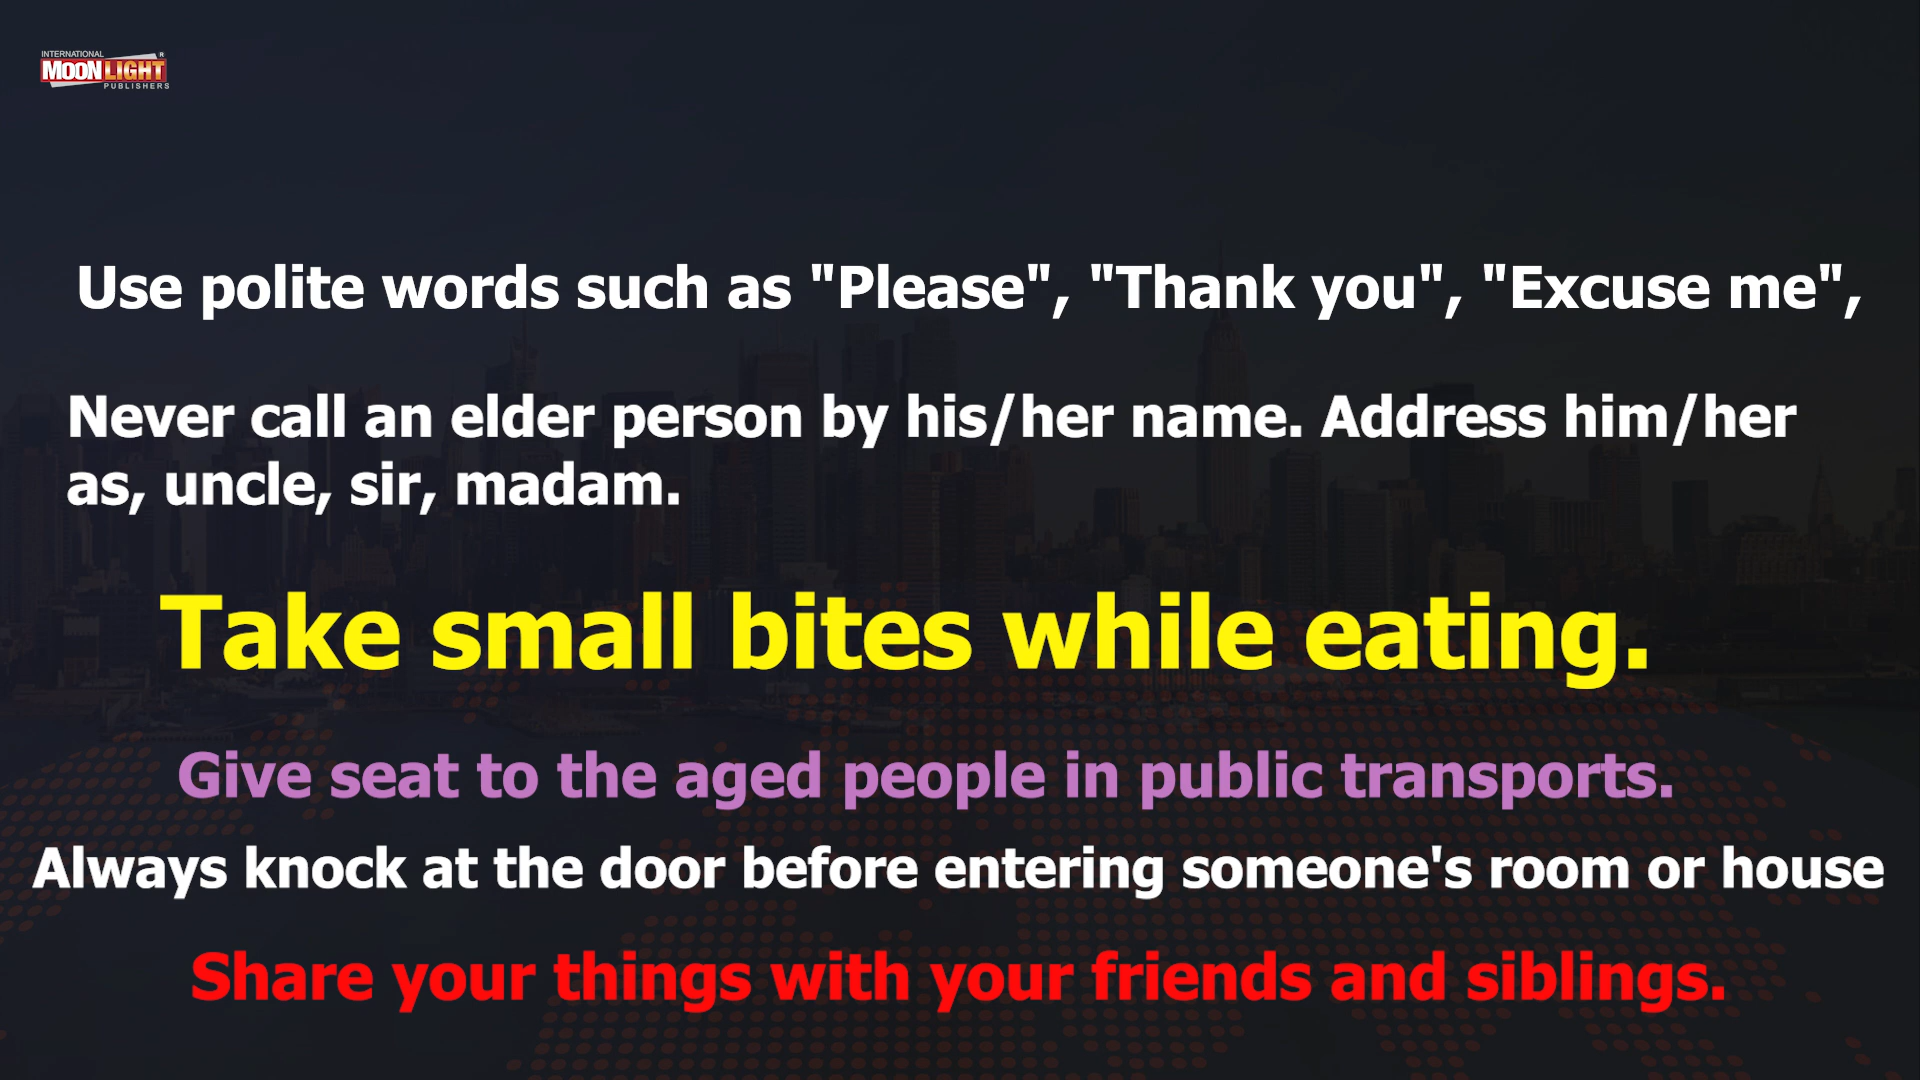 INTERNATIONAL
MOONLIGHT ®
PUBLISHERS
Use polite words such as "Please", "Thank you", "Excuse me",
Never call an elder person by his/her name. Address him/her
as, uncle, sir, madam.
Take small bites while eating.
Give seat to the aged people in public transports.
Always knock at the door before entering someone's room or house
Share your things with your friends and siblings.